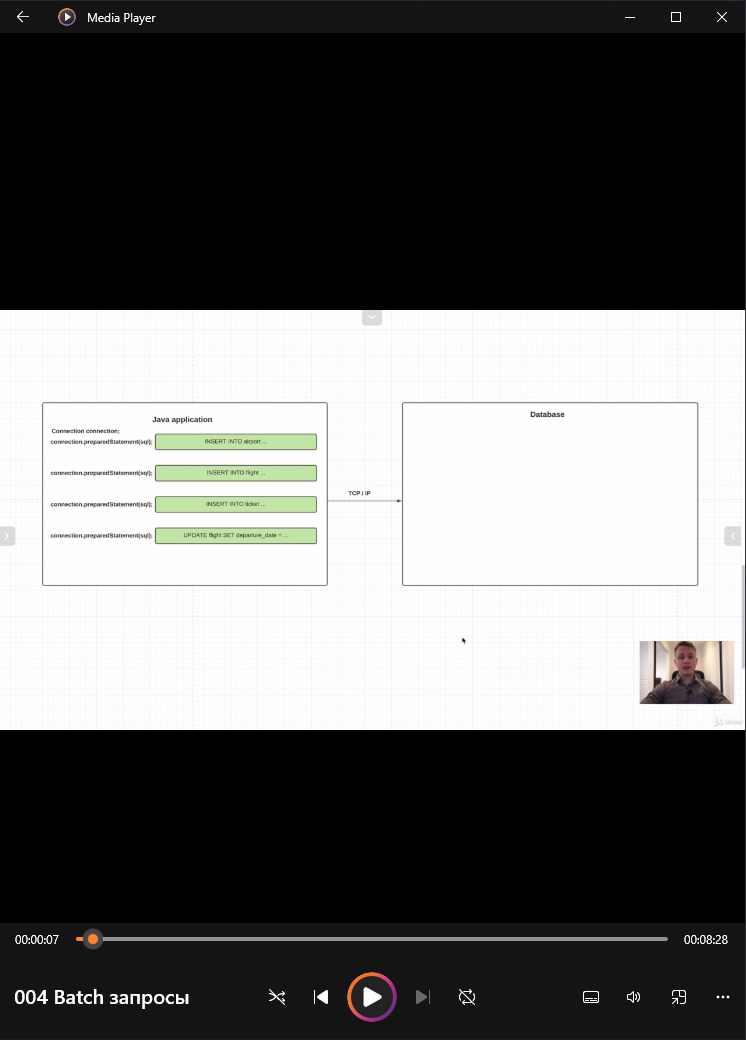 Media Player
Java application
Connection connection;
connection.preparedStatement(sql);
INSERT INTO airport ...
connection.preparedStatement(sql);
INSERT INTO flight ...
connection.preparedStatement(sql);
INSERT INTO ticket ...
connection.preparedStatement(sql);
UPDATE flight SET departure_date = ...
TCP / IP
Database
00:00:07
00:08:28
004 Batch запросы